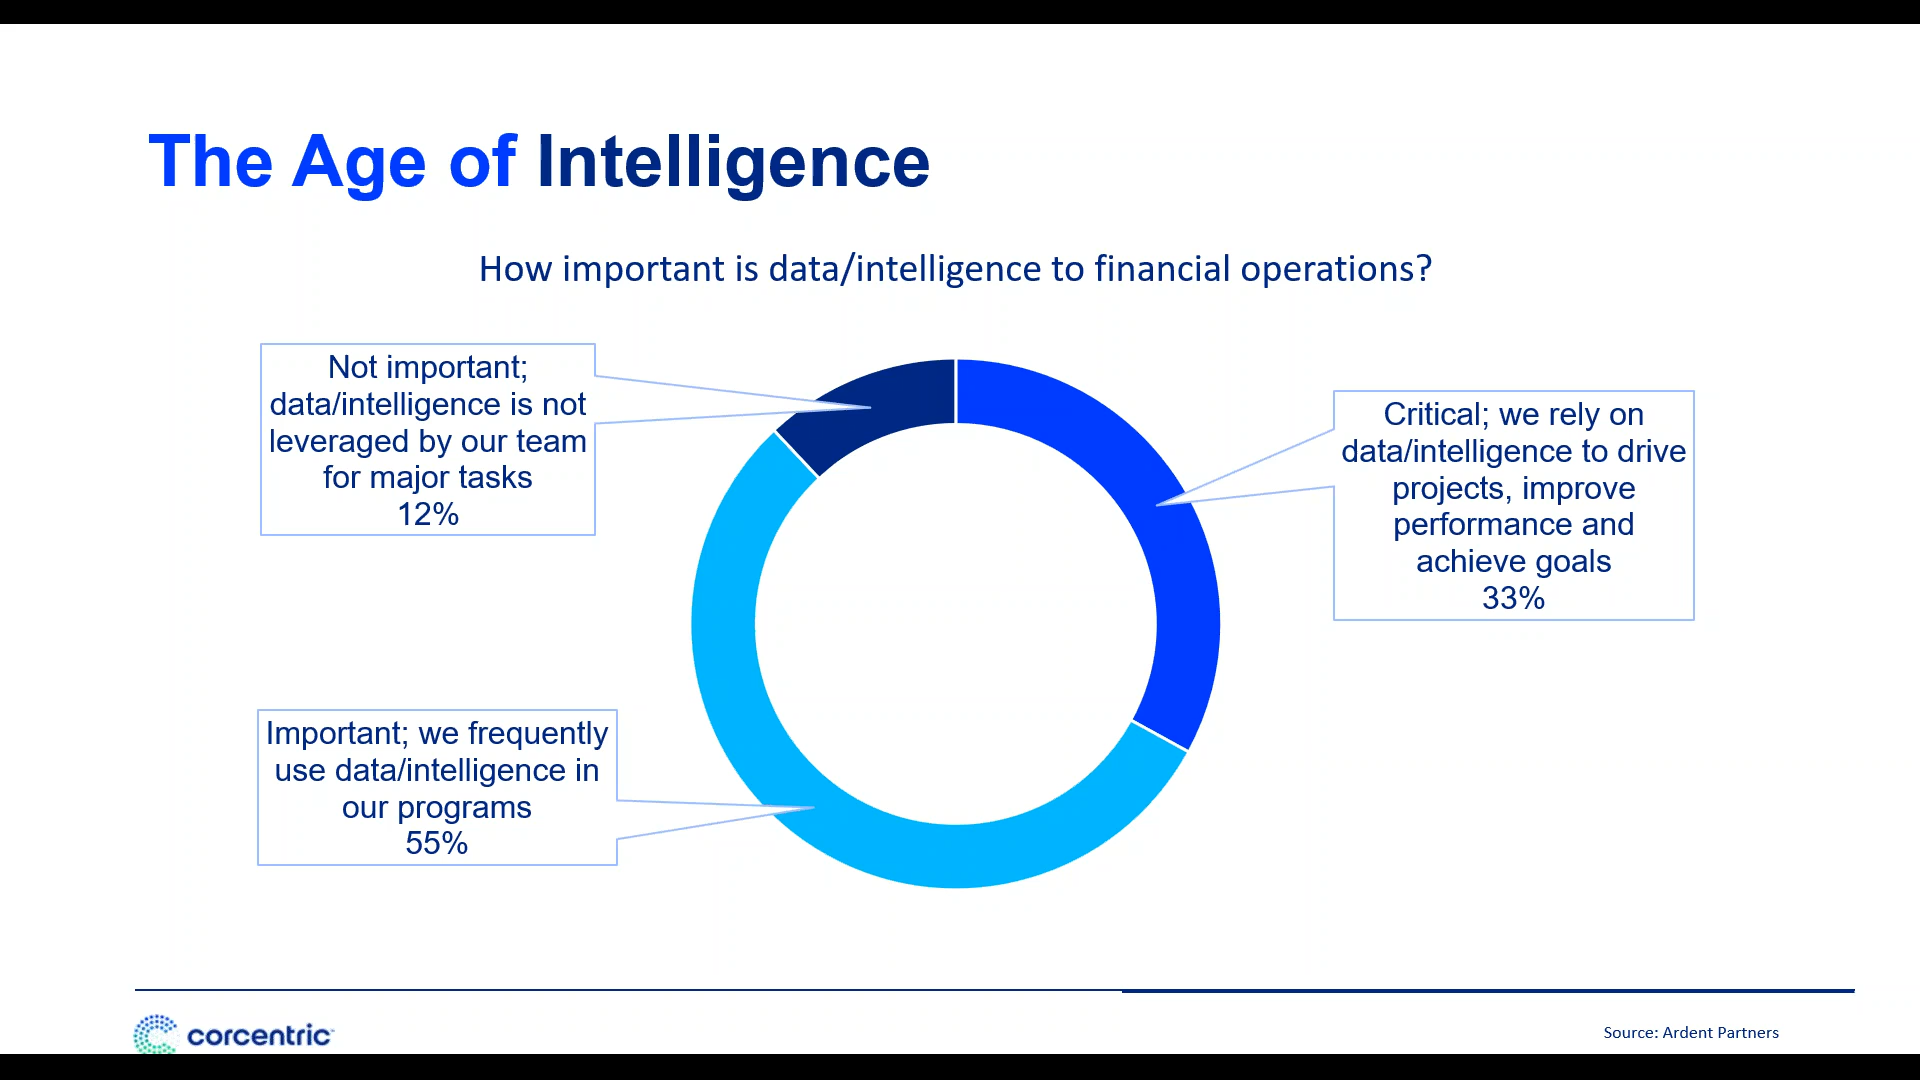 The Age of Intelligence
How important is data/intelligence to financial operations?
Not important;
data/intelligence is not
leveraged by our team
for major tasks
12%
Critical; we rely on
data/intelligence to drive
projects, improve
performance and
achieve goals
33%
Important; we frequently
use data/intelligence in
our programs
55%
corcentric
Source: Ardent Partners